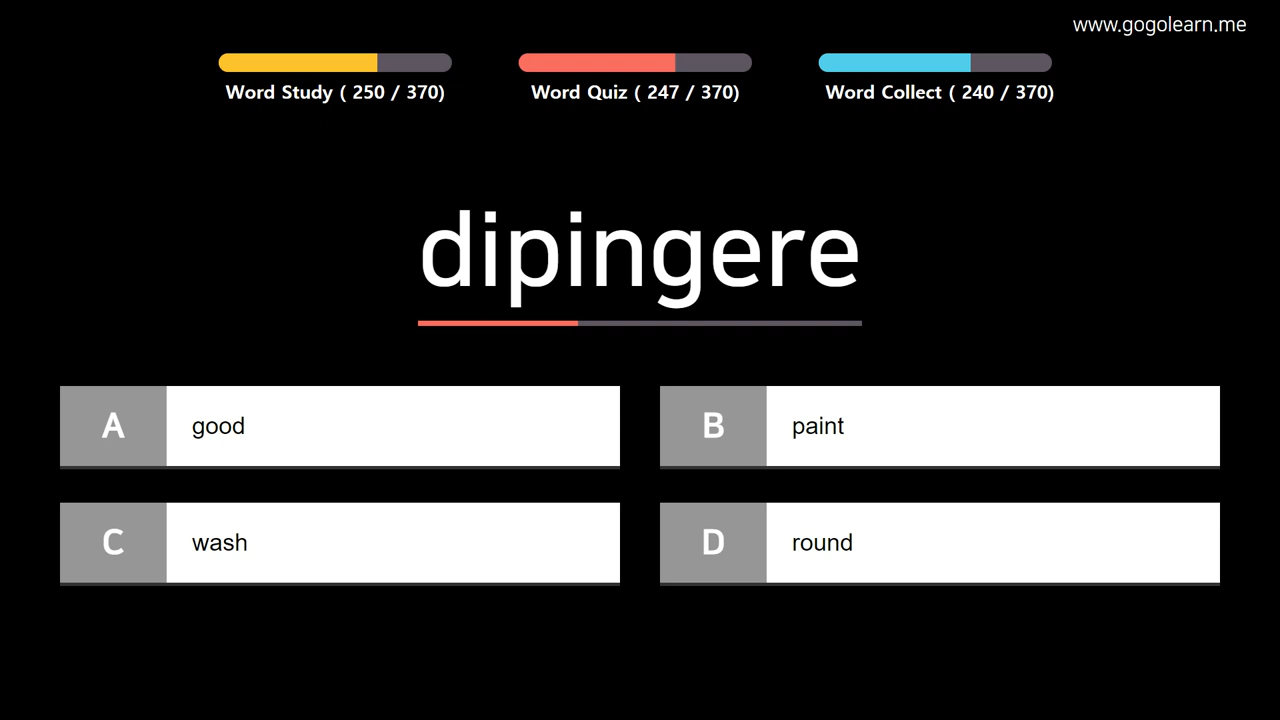 www.gogolearn.me
Word Study ( 250 / 370)
Word Quiz ( 247 / 370)
Word Collect ( 240 / 370)
dipingere
A good
B paint
C wash
D round